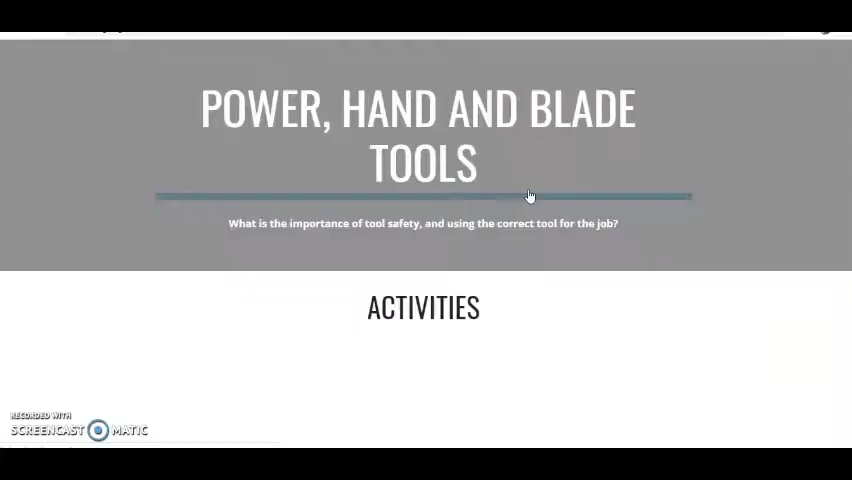 POWER, HAND AND BLADE
TOOLS
What is the importance of tool safety, and using the correct tool for the job?
ACTIVITIES
RECORDED WITH
SCREENCAST MATIC